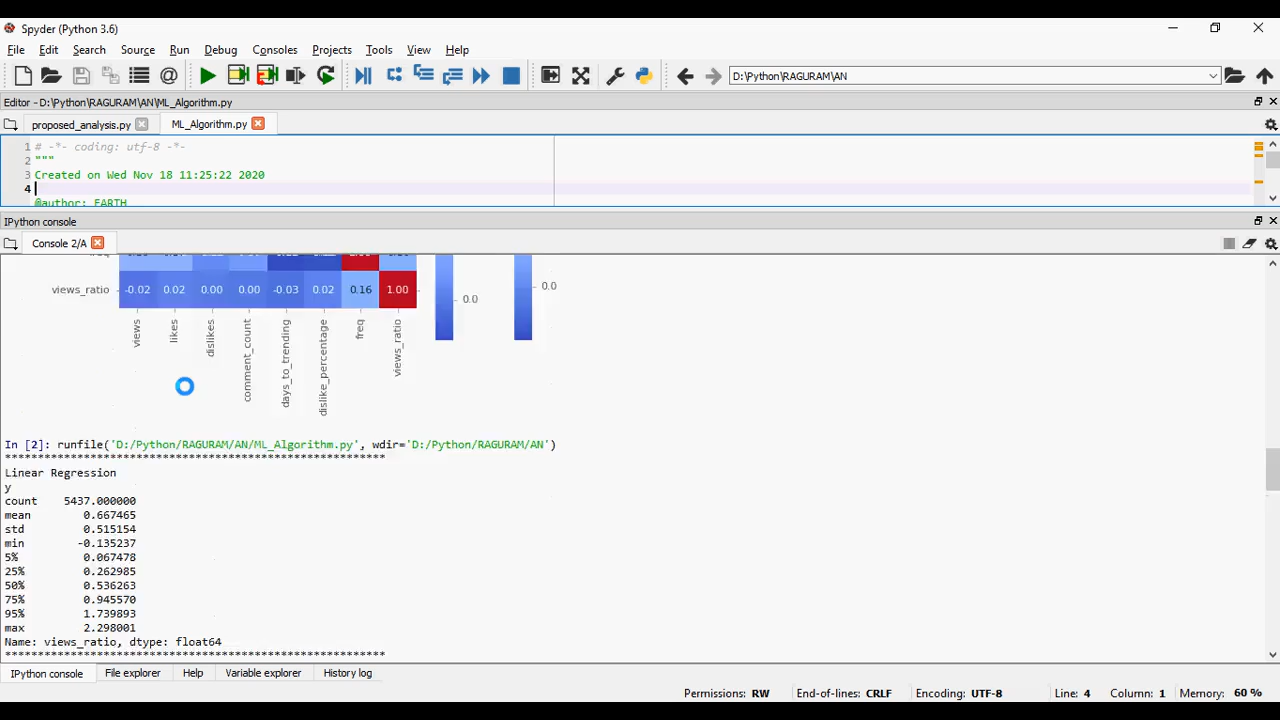 Spyder (Python 3.6)
File Edit Search Source Run Debug Consoles Projects Tools View Help
D:\Python\RAGURAM\AN
Editor - D:\Python\RAGURAM\AN\ML_Algorithm.py
proposed_analysis.py ML_Algorithm.py
1 # -*- coding: utf-8 -*-
2 """
3 Created on Wed Nov 18 11:25:22 2020
4
@author: EARTH
IPython console
Console 2/A
views_ratio -0.02 0.02 0.00 0.00 -0.03 0.02 0.16 1.00
0.0 0.0
views likes dislikes comment_count days_to_trending dislike_percentage freq views_ratio
In [2]: runfile('D:/Python/RAGURAM/AN/ML_Algorithm.py', wdir='D:/Python/RAGURAM/AN')
**********************************************************
Linear Regression
y
count 5437.000000
mean 0.667465
std 0.515154
min -0.135237
5% 0.067478
25% 0.262985
50% 0.536263
75% 0.945570
95% 1.739893
max 2.298001
Name: views_ratio, dtype: float64
**********************************************************
IPython console File explorer Help Variable explorer History log
Permissions: RW End-of-lines: CRLF Encoding: UTF-8 Line: 4 Column: 1 Memory: 60 %